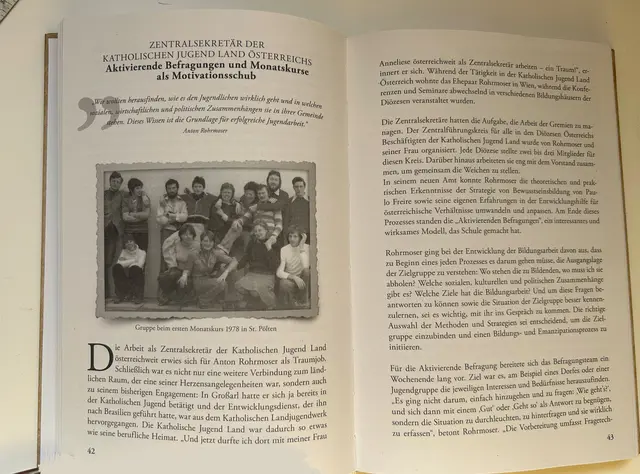 ZENTRALSEKRETÄR DER
KATHOLISCHEN JUGEND LAND ÖSTERREICHS
Aktivierende Befragungen und Monatskurse
als Motivationsschub
„Wir wollen herausfinden, wie es den Jugendlichen wirklich geht und in welchen
sozialen, wirtschaftlichen und politischen Zusammenhängen sie in ihrer Gemeinde
leben. Dieses Wissen ist die Grundlage für erfolgreiche Jugendarbeit.“
Anton Rohrmoser
Gruppe beim ersten Monatskurs 1978 in St. Pölten
Die Arbeit als Zentralsekretär der Katholischen Jugend Land
österreichweit erwies sich für Anton Rohrmoser als Traumjob.
Schließlich war es nicht nur eine weitere Verbindung zum länd-
lichen Raum, der eine seiner Herzensangelegenheiten war, sondern auch
zu seinem bisherigen Engagement: In Großarl hatte er sich ja bereits in
der Katholischen Jugend betätigt und der Entwicklungsdienst, der ihn
nach Brasilien geführt hatte, war aus dem Katholischen Landjugendwerk
hervorgegangen. Die Katholische Jugend Land war dadurch so etwas
wie seine berufliche Heimat. „Und jetzt durfte ich dort mit meiner Frau
42
Anneliese österreichweit als Zentralsekretär arbeiten – ein Traum!“, er-
innert er sich. Während der Tätigkeit in der Katholischen Jugend Land
Österreich wohnte das Ehepaar Rohrmoser in Wien, während die Konfe-
renzen und Seminare abwechselnd in verschiedenen Bildungshäusern der
Diözesen veranstaltet wurden.
Die Zentralsekretäre hatten die Aufgabe, die Arbeit der Gremien zu ma-
nagen. Der Zentralführungskreis für alle in den Diözesen Österreichs
Beschäftigten der Katholischen Jugend Land wurde von Rohrmoser und
seiner Frau organisiert. Jede Diözese stellte zwei bis drei Mitglieder für
diesen Kreis. Darüber hinaus arbeiteten sie eng mit dem Vorstand zusam-
men, um gemeinsam die Weichen zu stellen.
In seinem neuen Amt konnte Rohrmoser die theoretischen und prak-
tischen Erkenntnisse der Strategie von Bewusstseinsbildung von Pau-
lo Freire sowie seine eigenen Erfahrungen in der Entwicklungshilfe für
österreichische Verhältnisse umwandeln und anpassen. Am Ende dieses
Prozesses standen die „Aktivierenden Befragungen“, ein interessantes und
wirksames Modell, das Schule gemacht hat.
Rohrmoser ging bei der Entwicklung der Bildungsarbeit davon aus, dass
zu Beginn eines jeden Prozesses es darum gehen müsse, die Ausgangslage
der Zielgruppe zu verstehen: Wo stehen die zu Bildenden, wo muss ich sie
abholen? Welche sozialen, kulturellen und politischen Zusammenhänge
gibt es? Welche Ziele hat die Bildungsarbeit? Und um diese Fragen be-
antworten zu können sowie die Situation der Zielgruppe besser kennen-
zulernen, sei es wichtig, mit ihr ins Gespräch zu kommen. Die richtige
Auswahl der Methoden und Strategien sei entscheidend, um die Ziel-
gruppe einzubinden und einen Bildungs- und Emanzipationsprozess zu
initiieren.
Für die Aktivierende Befragung bereitete sich das Befragungsteam ein
Wochenende lang vor. Ziel war es, am Beispiel eines Dorfes oder einer
Jugendgruppe die jeweiligen Interessen und Bedürfnisse herauszufinden.
„Es ging nicht darum, einfach hinzugehen und zu fragen: ‚Wie geht’s?‘,
und sich dann mit einem ‚Gut‘ oder ‚Geht so‘ als Antwort zu begnügen,
sondern die Situation zu durchleuchten, zu hinterfragen und sie wirklich
zu erfassen“, betont Rohrmoser. „Die Vorbereitung umfasst Fragetech-
43